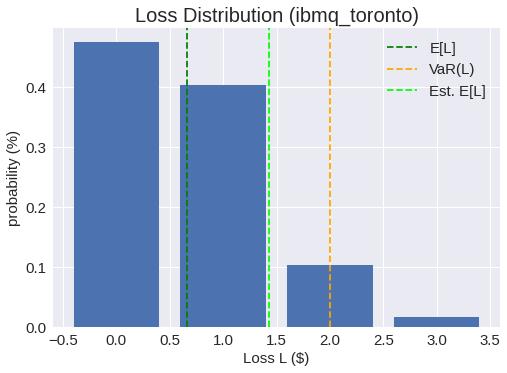 Loss Distribution (ibmq_toronto)
E[L]
VaR(L)
Est. E[L]
probability (%)
0.4
0.3
0.2
0.1
0.0
−0.5 0.0 0.5 1.0 1.5 2.0 2.5 3.0 3.5
Loss L ($)